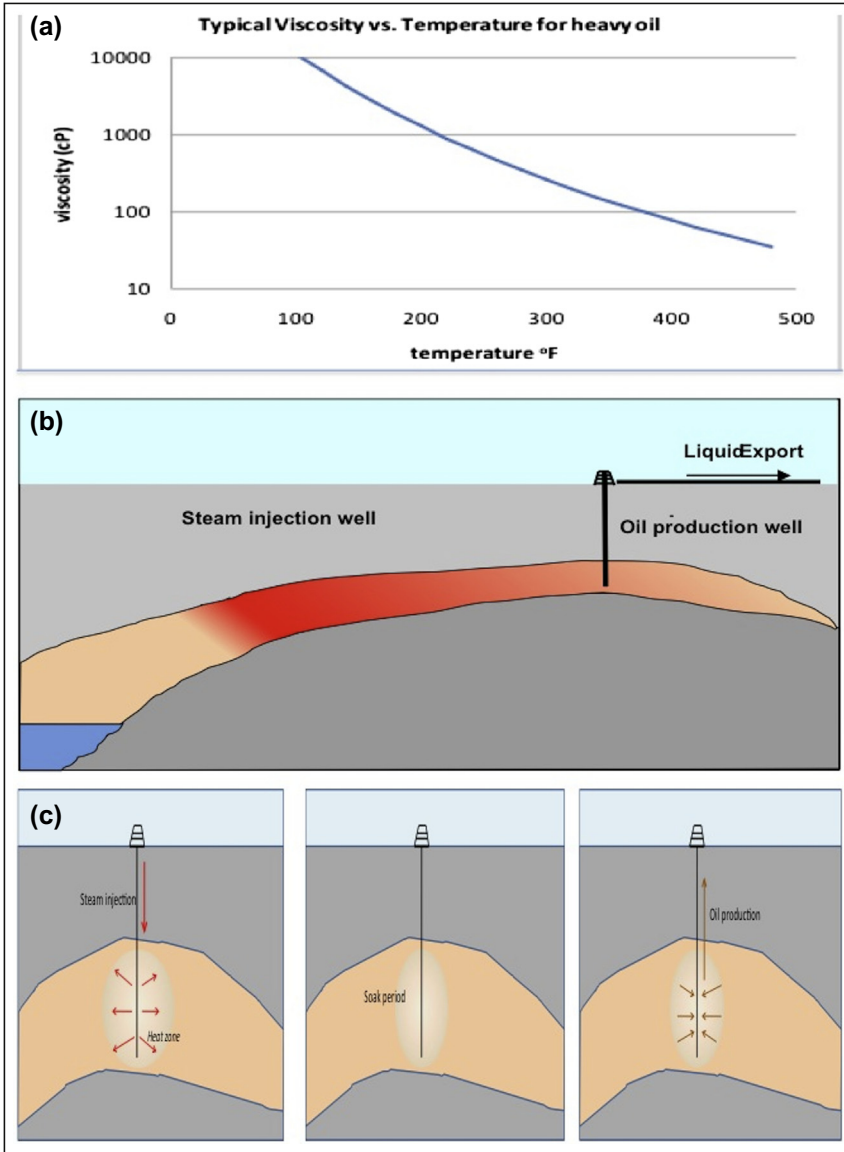 (a)
Typical Viscosity vs. Temperature for heavy oil
10000
1000
100
10
viscosity (cP)
0 100 200 300 400 500
temperature ºF
(b)
LiquidExport
Steam injection well
Oil production well
(c)
Steam injection
Heat zone
Soak period
Oil production